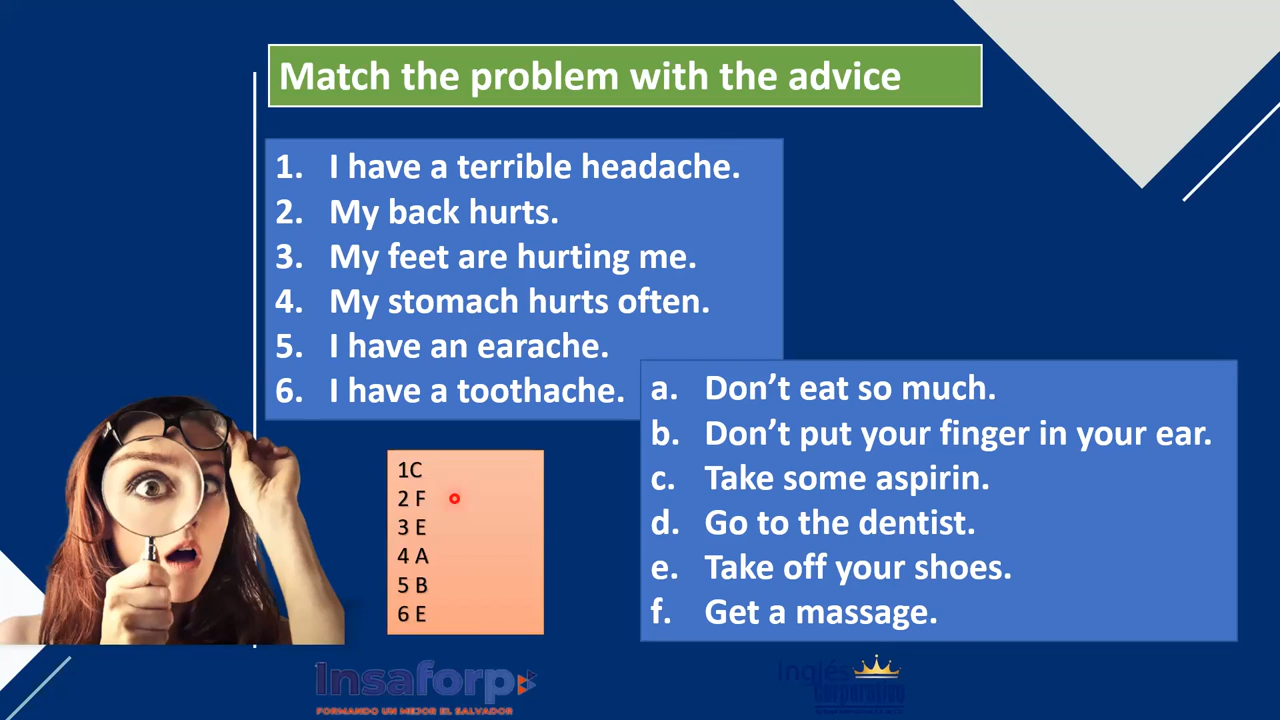 Match the problem with the advice
1. I have a terrible headache.
2. My back hurts.
3. My feet are hurting me.
4. My stomach hurts often.
5. I have an earache.
6. I have a toothache.
a. Don’t eat so much.
b. Don’t put your finger in your ear.
c. Take some aspirin.
d. Go to the dentist.
e. Take off your shoes.
f. Get a massage.
1C
2 F
3 E
4 A
5 B
6 E
Insaforp
FORMANDO UN MEJOR EL SALVADOR
Inglés
Corporativo